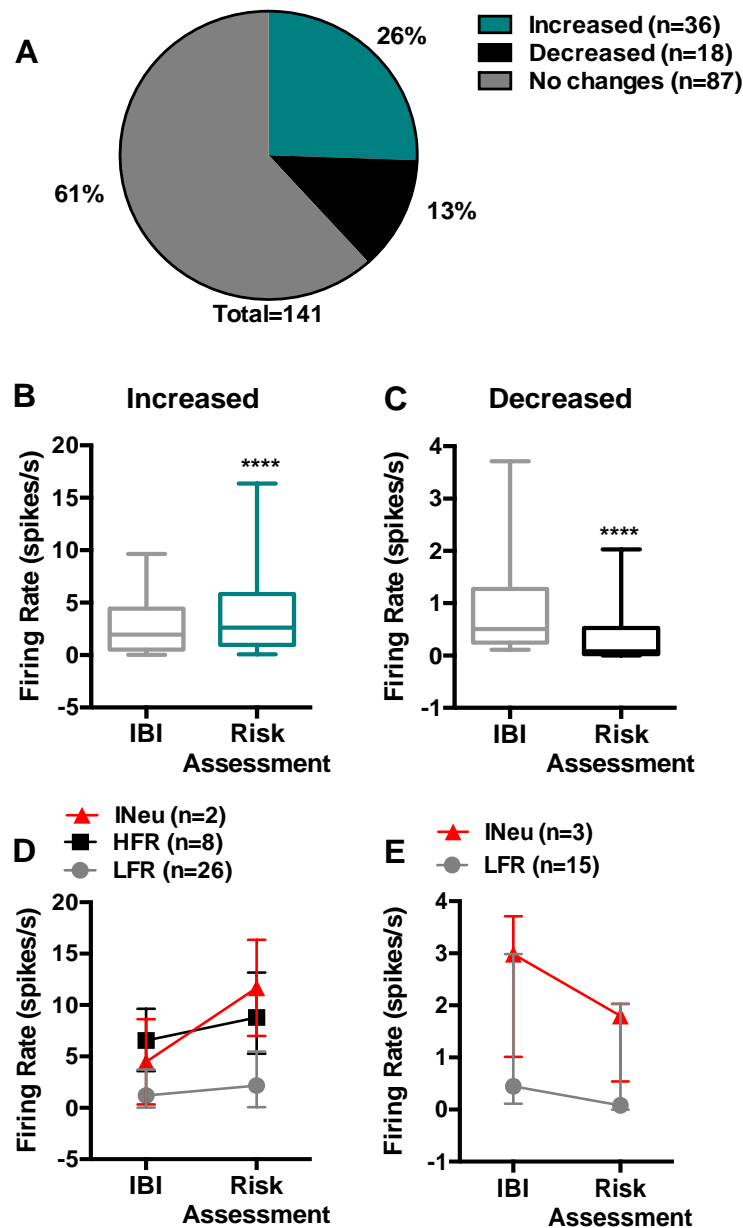 A
26%
Increased (n=36)
Decreased (n=18)
No changes (n=87)
61%
13%
Total=141
B
Increased
Firing Rate (spikes/s)
20
15
10
5
0
-5
****
IBI
Risk
Assessment
C
Decreased
Firing Rate (spikes/s)
4
3
2
1
0
-1
****
IBI
Risk
Assessment
D
INeu (n=2)
HFR (n=8)
LFR (n=26)
Firing Rate (spikes/s)
20
15
10
5
0
-5
IBI
Risk
Assessment
E
INeu (n=3)
LFR (n=15)
Firing Rate (spikes/s)
4
3
2
1
0
-1
IBI
Risk
Assessment